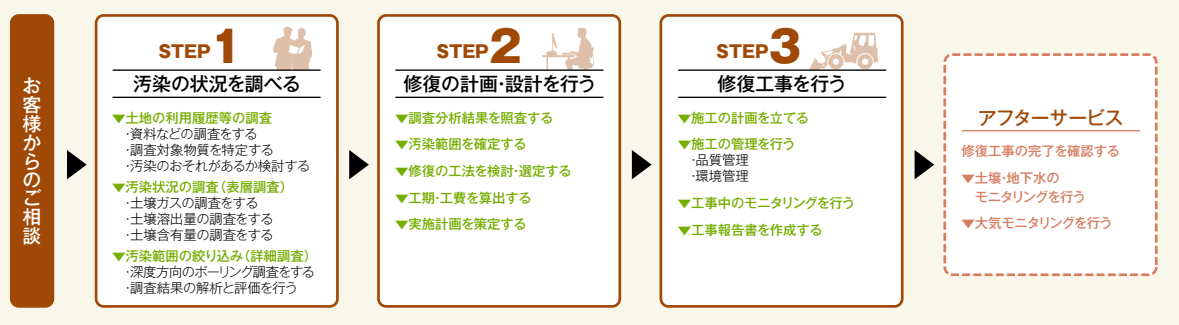 お客様からのご相談
STEP1
汚染の状況を調べる
▼土地の利用履歴等の調査
・資料などの調査をする
・調査対象物質を特定する
・汚染のおそれがあるか検討する
▼汚染状況の調査（表層調査）
・土壌ガスの調査をする
・土壌溶出量の調査をする
・土壌含有量の調査をする
▼汚染範囲の絞り込み（詳細調査）
・深度方向のボーリング調査をする
・調査結果の解析と評価を行う
STEP2
修復の計画・設計を行う
▼調査分析結果を照査する
▼汚染範囲を確定する
▼修復の工法を検討・選定する
▼工期・工費を算出する
▼実施計画を策定する
STEP3
修復工事を行う
▼施工の計画を立てる
▼施工の管理を行う
・品質管理
・環境管理
▼工事中のモニタリングを行う
▼工事報告書を作成する
アフターサービス
修復工事の完了を確認する
▼土壌・地下水の
モニタリングを行う
▼大気モニタリングを行う